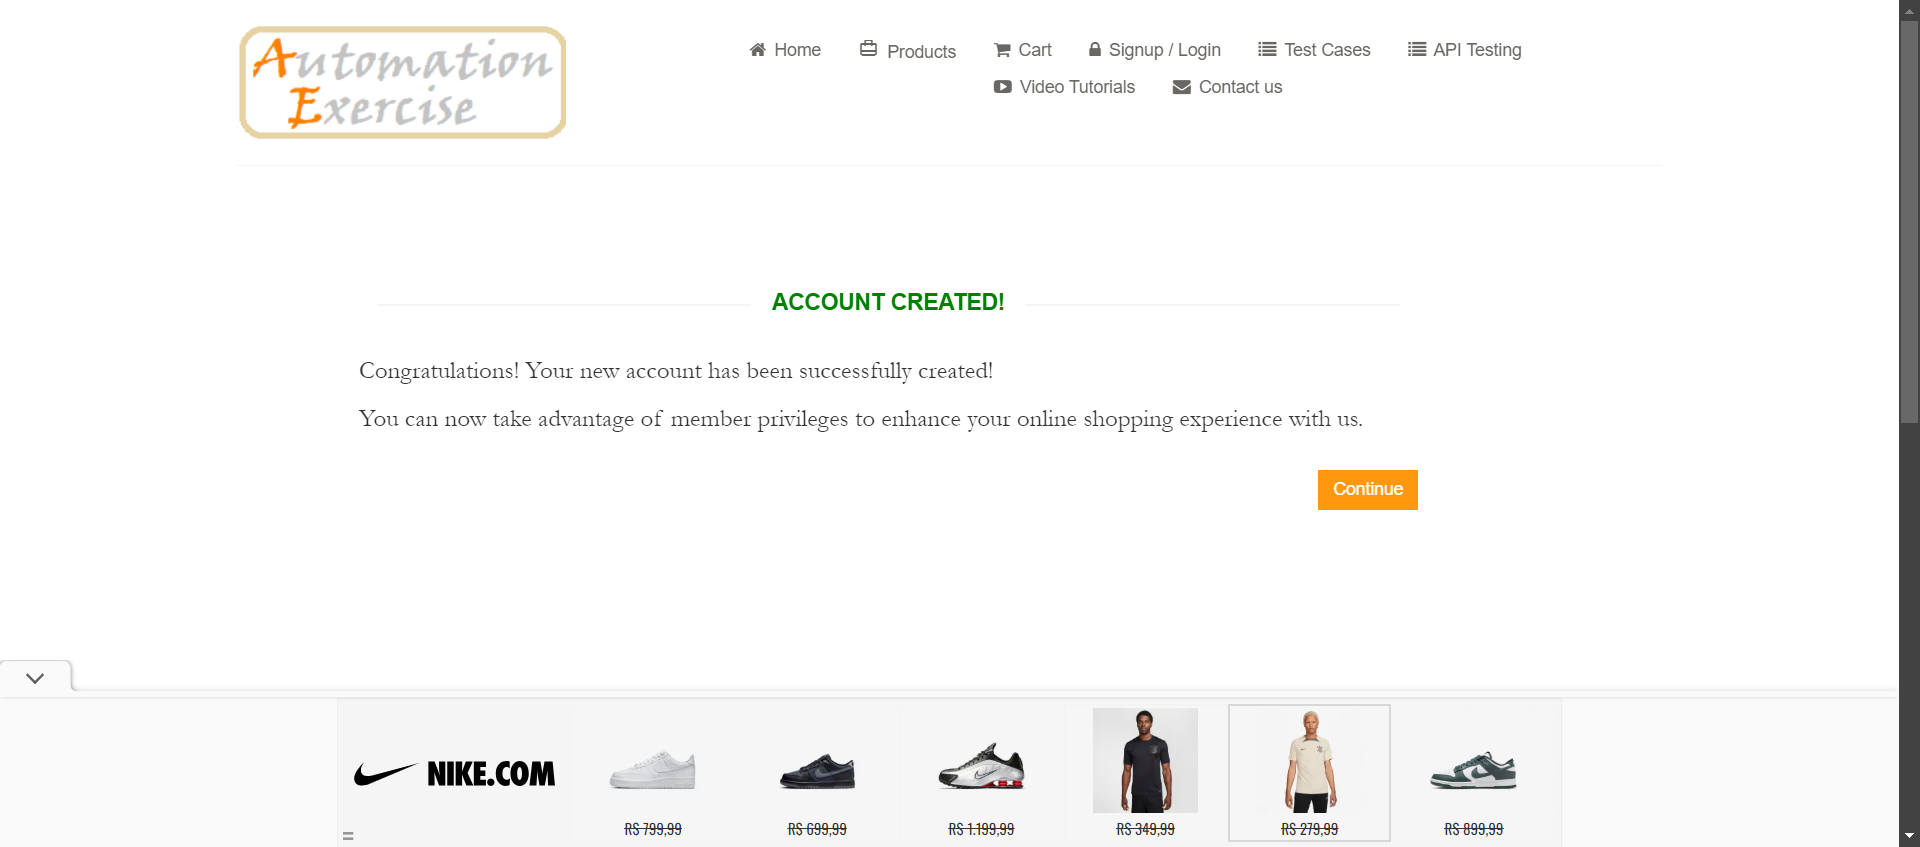 Automation
Exercise
Home
Products
Cart
Signup / Login
Test Cases
API Testing
Video Tutorials
Contact us
ACCOUNT CREATED!
Congratulations! Your new account has been successfully created!
You can now take advantage of member privileges to enhance your online shopping experience with us.
Continue
NIKE.COM
R$ 799,99
R$ 699,99
R$ 1.199,99
R$ 349,99
R$ 279,99
R$ 899,99